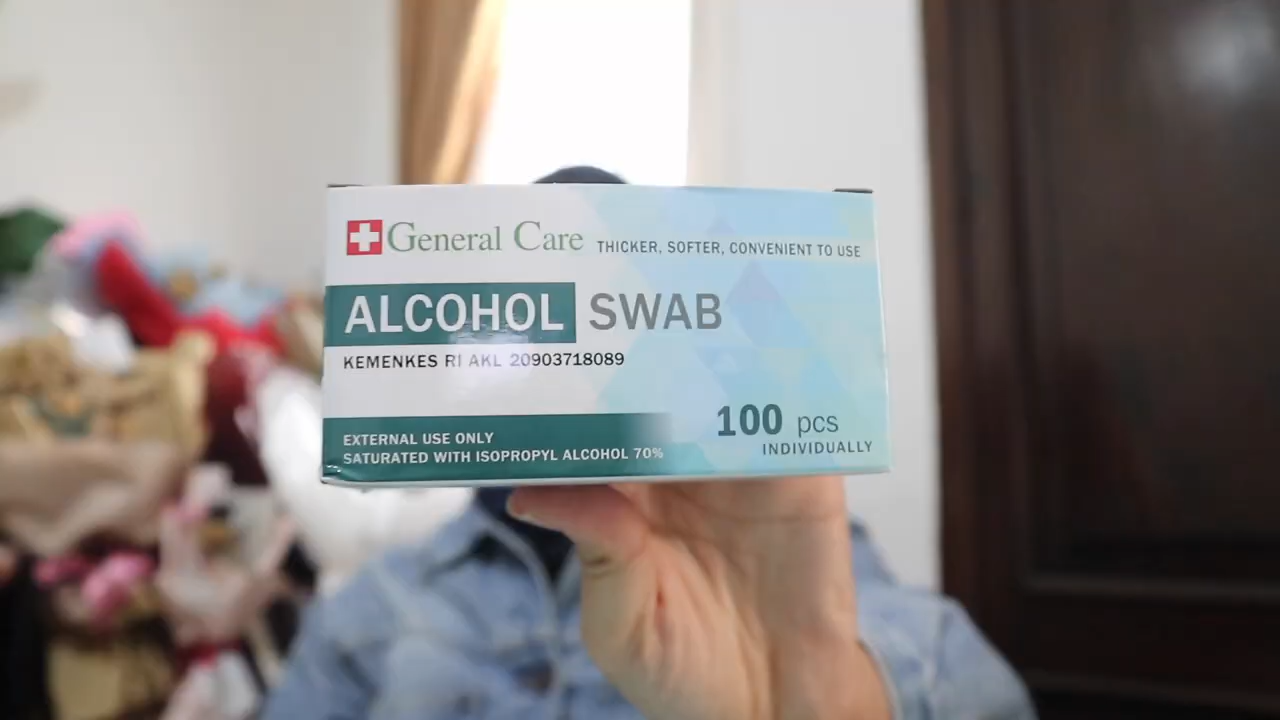 General Care THICKER, SOFTER, CONVENIENT TO USE
ALCOHOL SWAB
KEMENKES RI AKL 20903718089
100 pcs
INDIVIDUALLY
EXTERNAL USE ONLY
SATURATED WITH ISOPROPYL ALCOHOL 70%